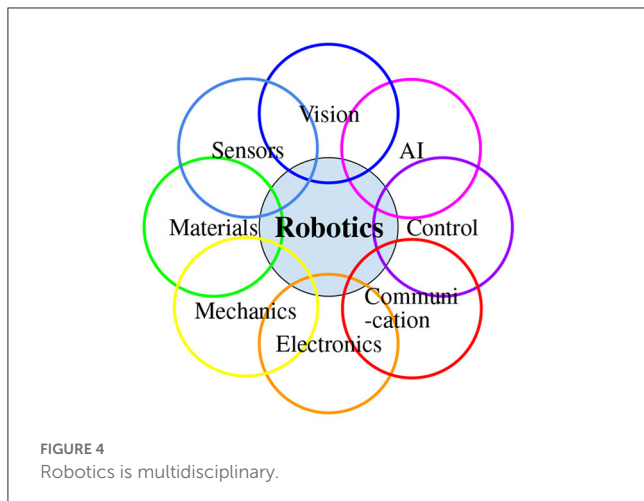 Vision
Sensors
AI
Materials
Robotics
Control
Mechanics
Communi
-cation
Electronics
FIGURE 4
Robotics is multidisciplinary.